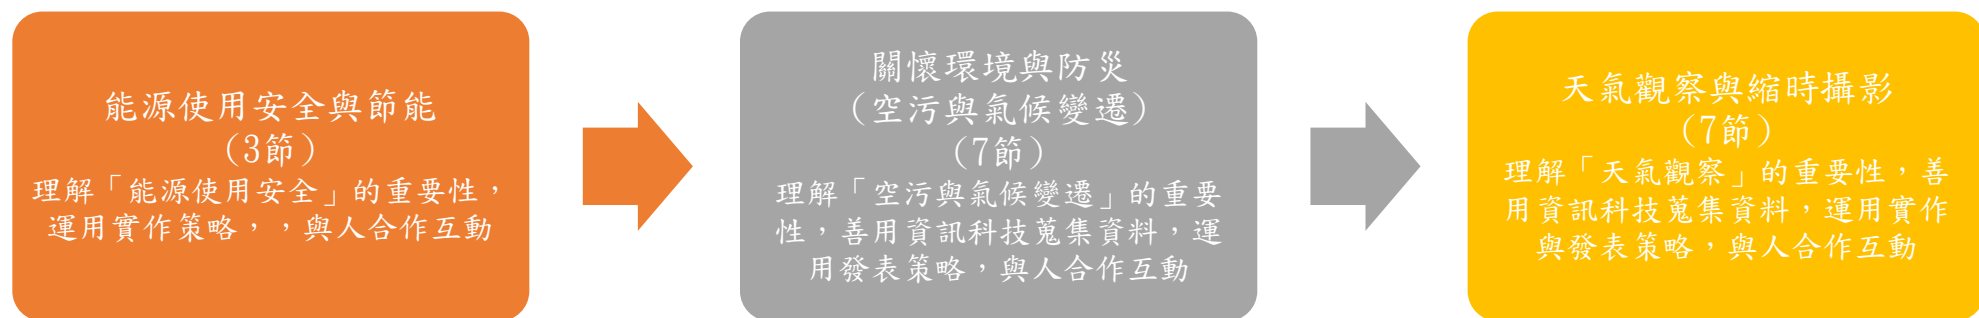 能源使用安全與節能
（3節）
理解「能源使用安全」的重要性，
運用實作策略，，與人合作互動
關懷環境與防災
（空污與氣候變遷）
（7節）
理解「空污與氣候變遷」的重要
性，善用資訊科技蒐集資料，運
用發表策略，與人合作互動
天氣觀察與縮時攝影
（7節）
理解「天氣觀察」的重要性，善
用資訊科技蒐集資料，運用實作
與發表策略，與人合作互動